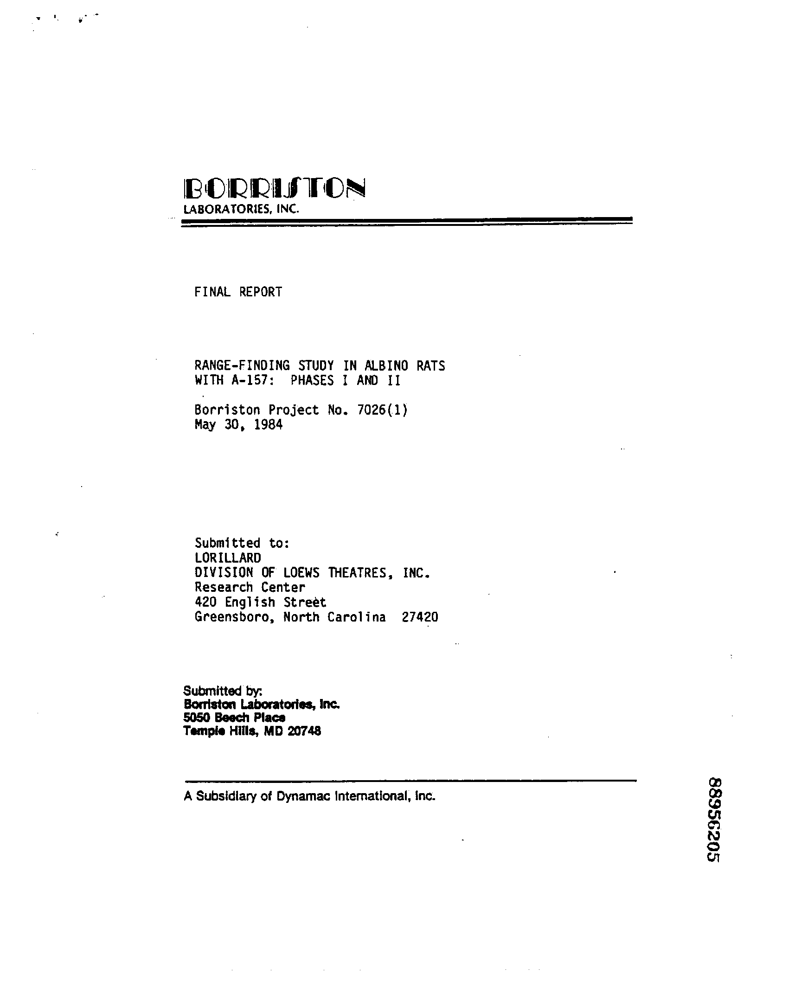 BORRISTON
LABORATORIES, INC.
FINAL REPORT
RANGE-FINDING STUDY IN ALBINO RATS
WITH A-157: PHASES I AND II
Borriston Project No. 7026(1)
May 30, 1984
Submitted to:
LORILLARD
DIVISION OF LOEWS THEATRES, INC.
Research Center
420 English Street
Greensboro, North Carolina 27420
Submitted by:
Borriston Laboratories, Inc.
5050 Beech Place
Temple Hills, MD 20748
A Subsidiary of Dynamac International, Inc.
88956205